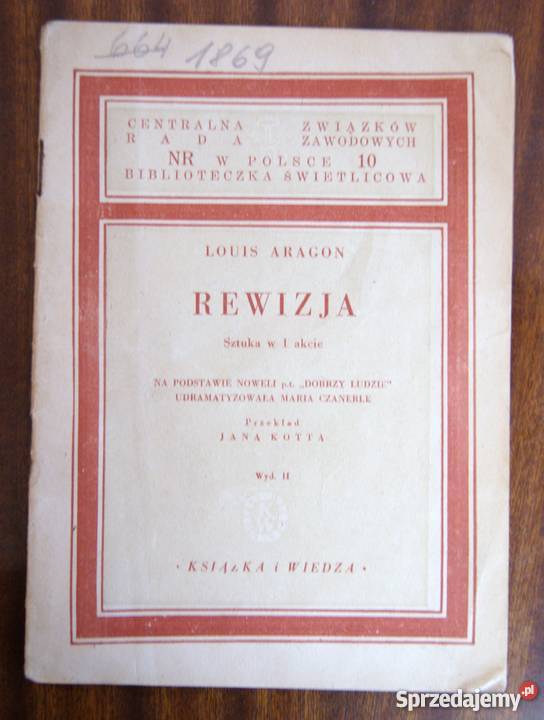 664 1869
CENTRALNA ZWIĄZKÓW
RADA ZAWODOWYCH
NR W POLSCE 10
BIBLIOTECZKA ŚWIETLICOWA
LOUIS ARAGON
REWIZJA
Sztuka w 1 akcie
NA PODSTAWIE NOWELI p.t. „DOBRZY LUDZIE"
UDRAMATYZOWAŁA MARIA CZANERLE
Przekład
JANA KOTTA
Wyd. II
• KSIĄŻKA i WIEDZA •
Sprzedajemy.pl